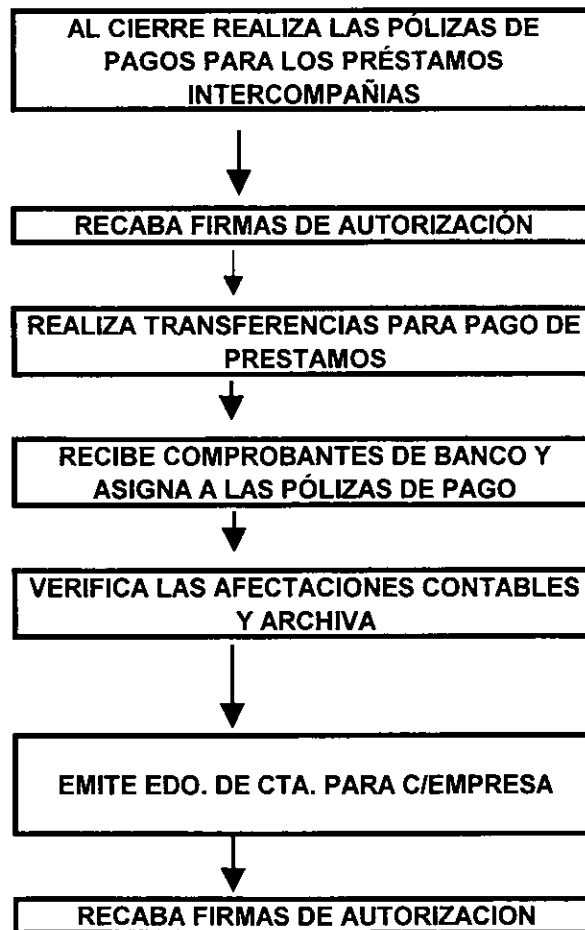 AL CIERRE REALIZA LAS PÓLIZAS DE
PAGOS PARA LOS PRÉSTAMOS
INTERCOMPAÑIAS
RECABA FIRMAS DE AUTORIZACIÓN
REALIZA TRANSFERENCIAS PARA PAGO DE
PRESTAMOS
RECIBE COMPROBANTES DE BANCO Y
ASIGNA A LAS PÓLIZAS DE PAGO
VERIFICA LAS AFECTACIONES CONTABLES
Y ARCHIVA
EMITE EDO. DE CTA. PARA C/EMPRESA
RECABA FIRMAS DE AUTORIZACION